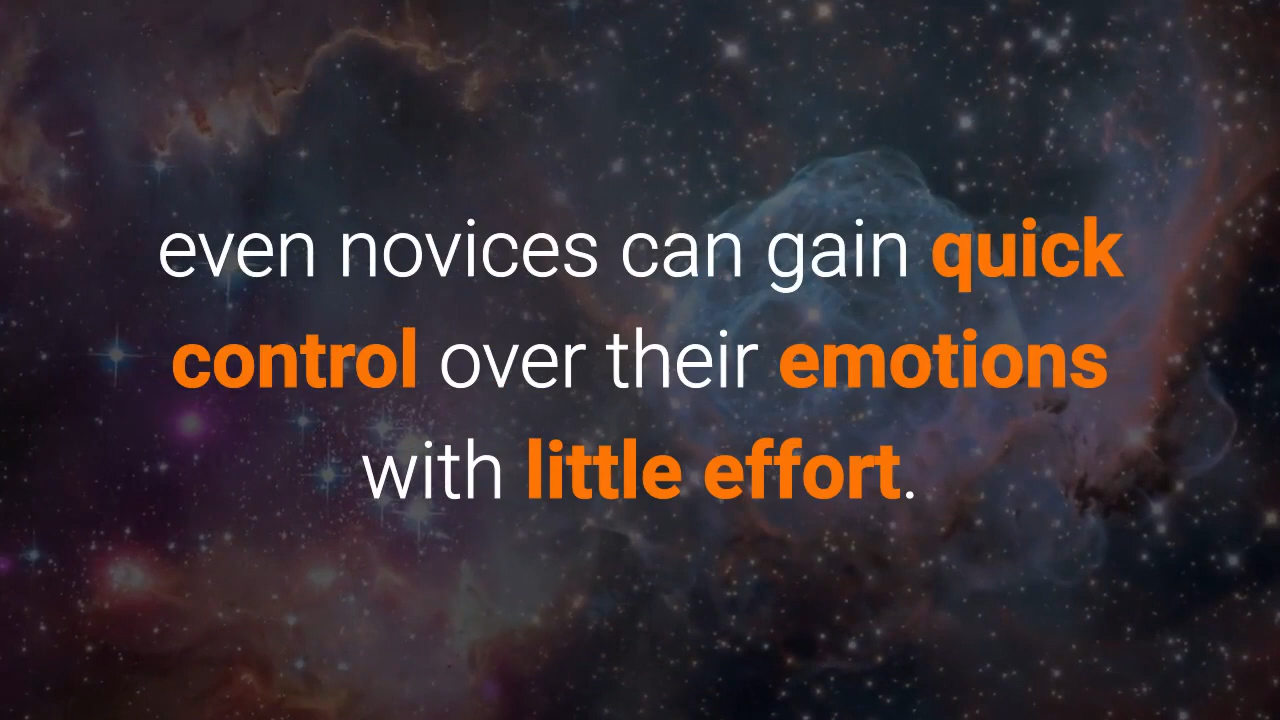 even novices can gain quick
control over their emotions
with little effort.